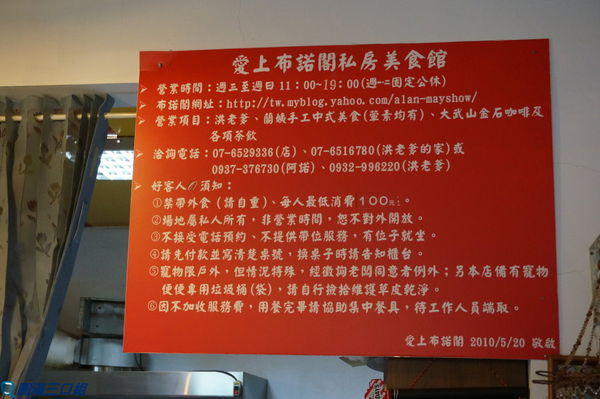 愛上布諾閣私房美食館
營業時間：週三至週日11：00~19：00(週一.二固定公休)
布諾閣網址：http://tw.myblog.yahoo.com/alan-mayshow/
營業項目：洪老爹、蘭嫂手工中式美食(葷素均有)、大武山金石咖啡及
各項茶飲
洽詢電話：07-6529336(店)、07-6516780(洪老爹的家)或
0937-376730(阿諾)、0932-996220(洪老爹)
好客人須知：
①禁帶外食(請自重)、每人最低消費100元。
②場地屬私人所有，非營業時間，恕不對外開放。
③不接受電話預約、不提供帶位服務，有位子就坐。
④請先付款並寫清楚桌號，換桌子時請告知櫃台。
⑤寵物限戶外，但情況特殊，經徵詢老闆同意者例外；另本店備有寵物
便便專用垃圾桶(袋)，請自行撿拾維護草皮乾淨。
⑥因不加收服務費，用餐完畢請協助集中餐具，待工作人員端取。
愛上布諾閣 2010/5/20 敬啟
圓滿三口組